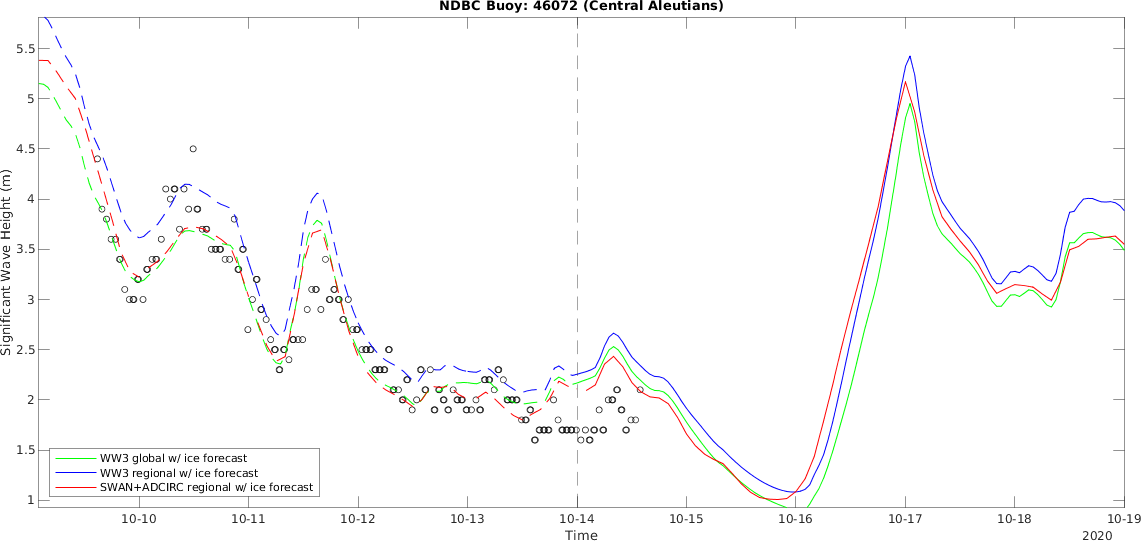 NDBC Buoy: 46072 (Central Aleutians)
Significant Wave Height (m)
5.5
5
4.5
4
3.5
3
2.5
2
1.5
1
WW3 global w/ ice forecast
WW3 regional w/ ice forecast
SWAN+ADCIRC regional w/ ice forecast
10-10 10-11 10-12 10-13 10-14 10-15 10-16 10-17 10-18 10-19
Time
2020